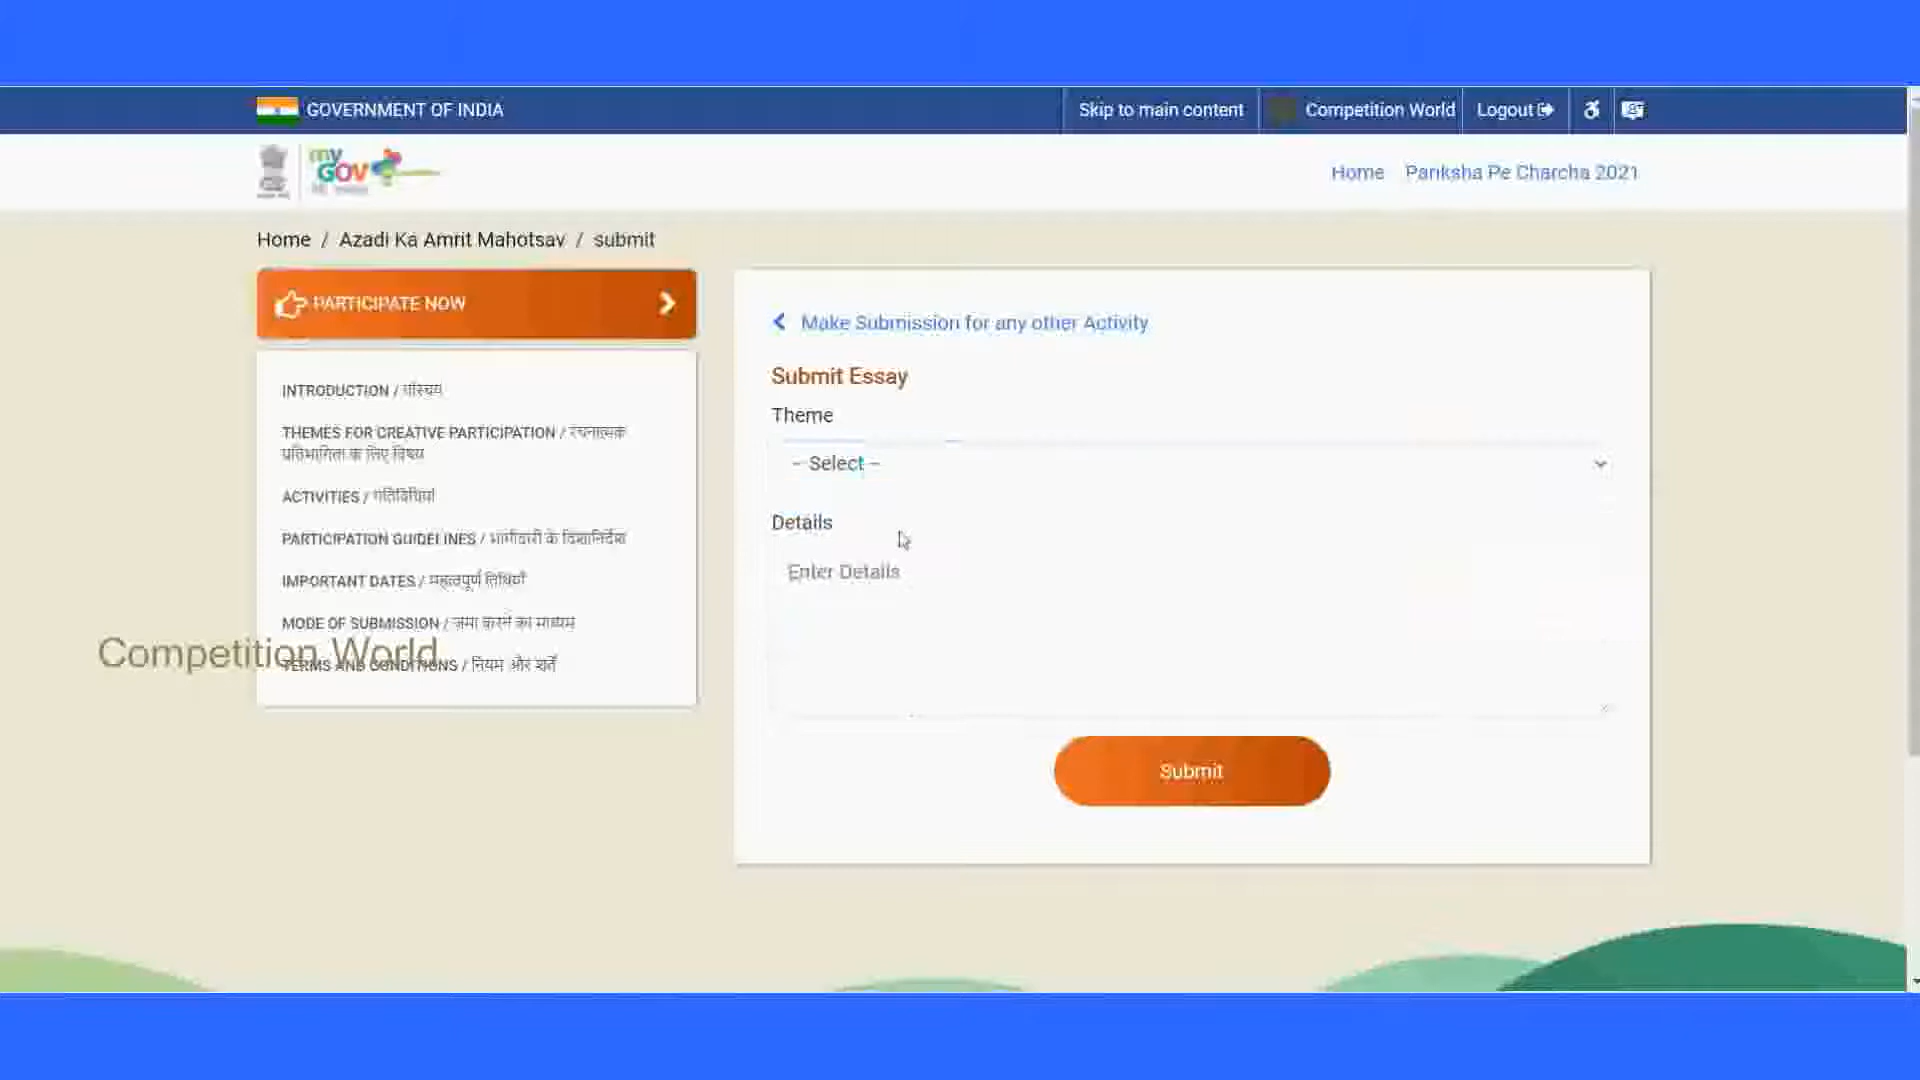 GOVERNMENT OF INDIA
Skip to main content
Competition World
Logout
my
GOV
Home
Pariksha Pe Charcha 2021
Home / Azadi Ka Amrit Mahotsav / submit
PARTICIPATE NOW
INTRODUCTION / परिचय
THEMES FOR CREATIVE PARTICIPATION / रचनात्मक
प्रतिभागिता के लिए विषय
ACTIVITIES / गतिविधियां
PARTICIPATION GUIDELINES / भागीदारी के दिशानिर्देश
IMPORTANT DATES / महत्वपूर्ण तिथियाँ
MODE OF SUBMISSION / जमा करने का माध्यम
TERMS AND CONDITIONS / नियम और शर्तें
Competition World
Make Submission for any other Activity
Submit Essay
Theme
-- Select --
Details
Enter Details
Submit